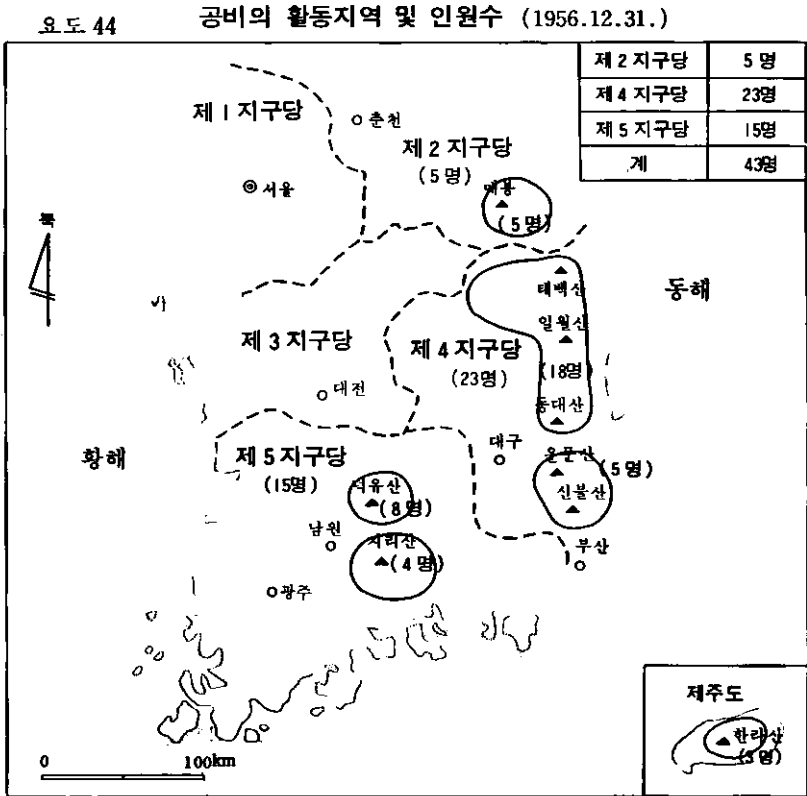 요도 44
공비의 활동지역 및 인원수 (1956.12.31.)
제 2 지구당 5 명
제 4 지구당 23명
제 5 지구당 15명
계 43명
제 1 지구당
춘천
제 2 지구당
(5 명)
서울
(5 명)
북
태백산
동해
일월산
제 3 지구당
제 4 지구당
(23명)
(18명)
대전
동대산
대구
황해
제 5 지구당
(15명)
운문산
(5 명)
신불산
(8 명)
남원
지리산
(4 명)
부산
광주
제주도
한라산
(3 명)
0 100km